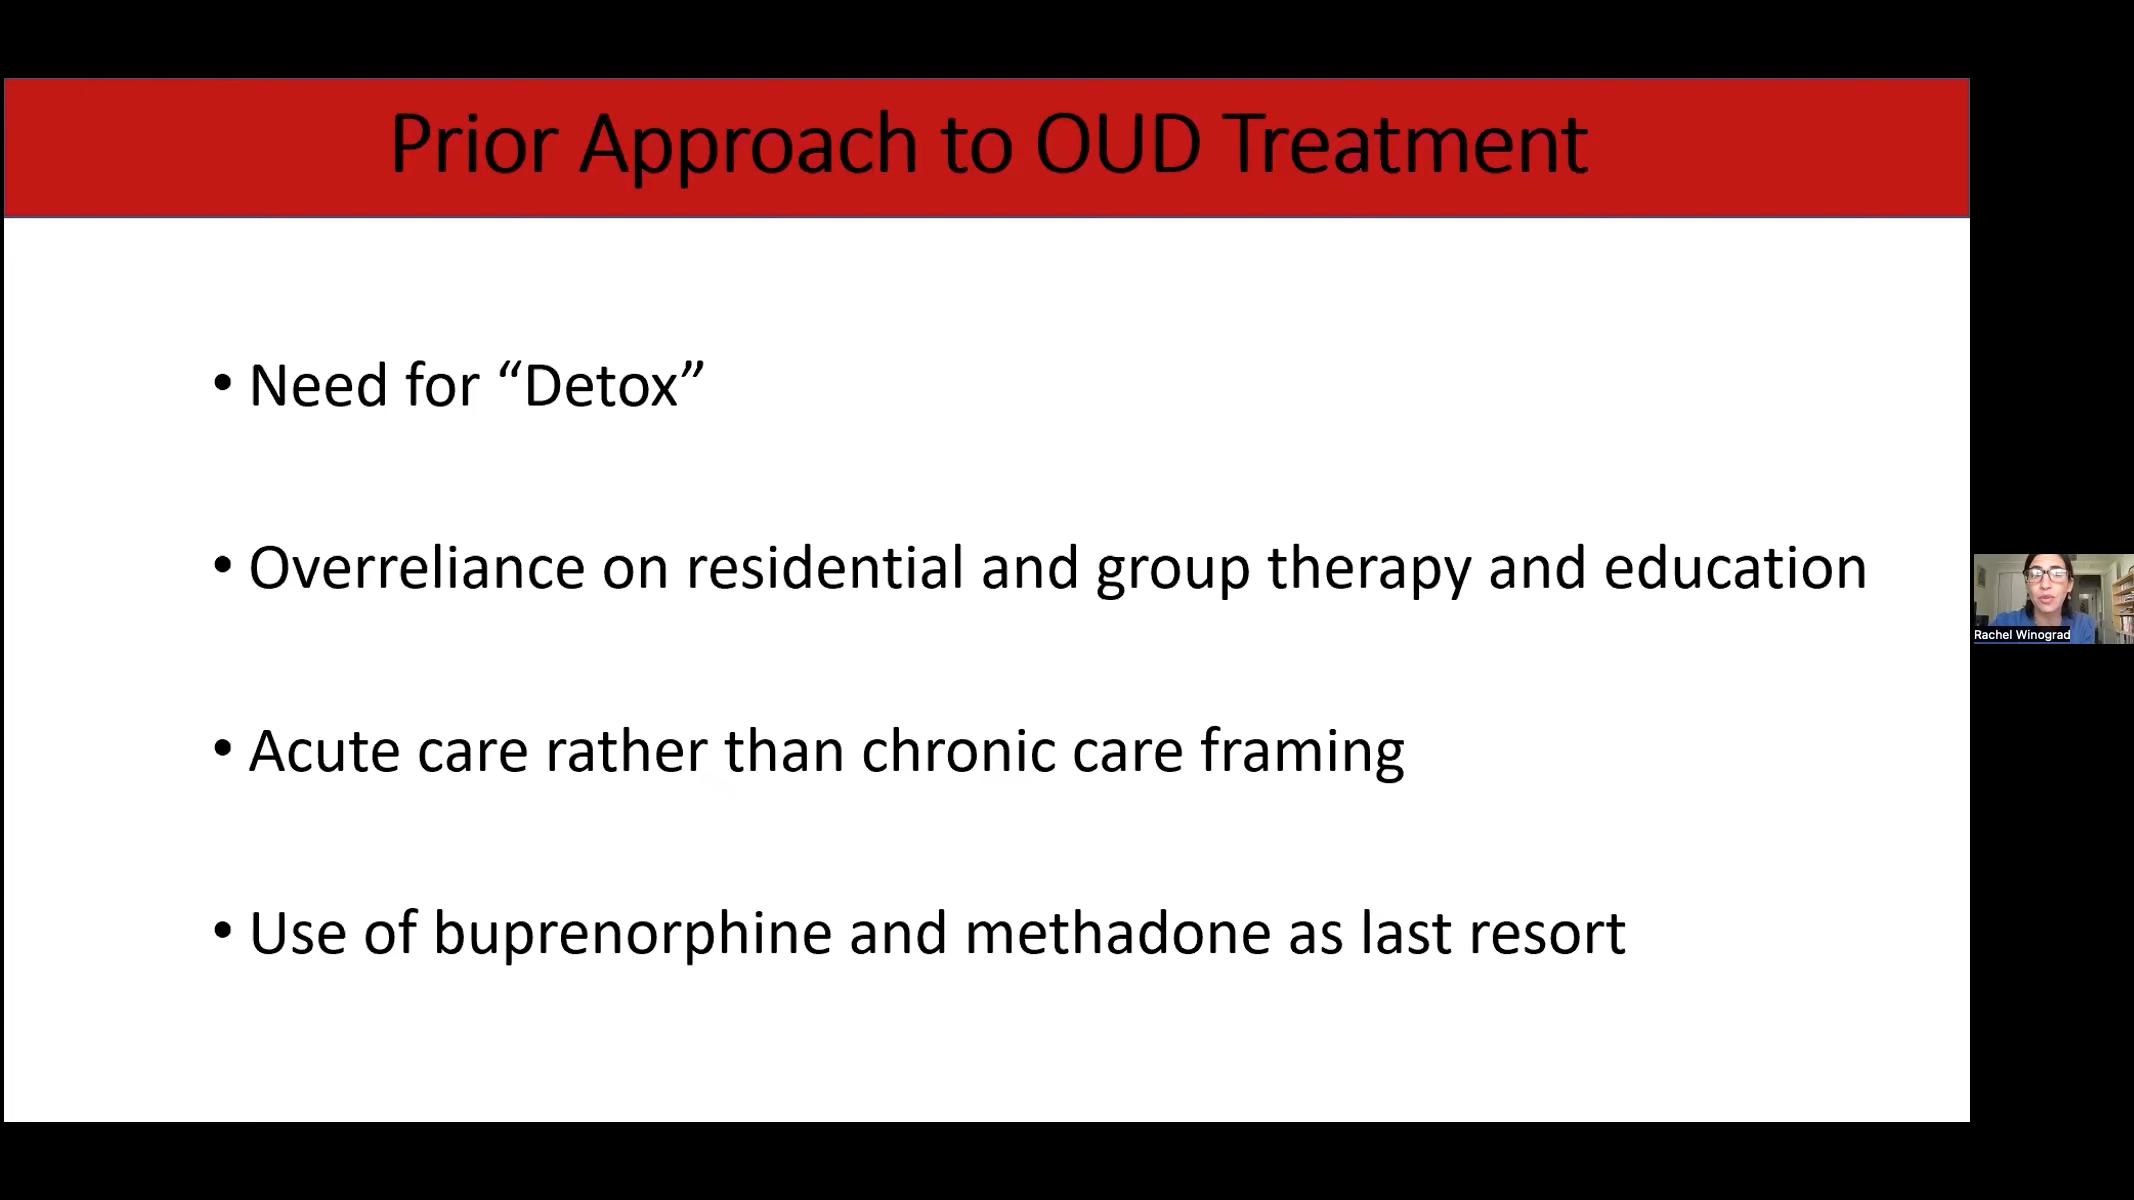 Prior Approach to OUD Treatment
• Need for “Detox”
• Overreliance on residential and group therapy and education
• Acute care rather than chronic care framing
• Use of buprenorphine and methadone as last resort
Rachel Winograd